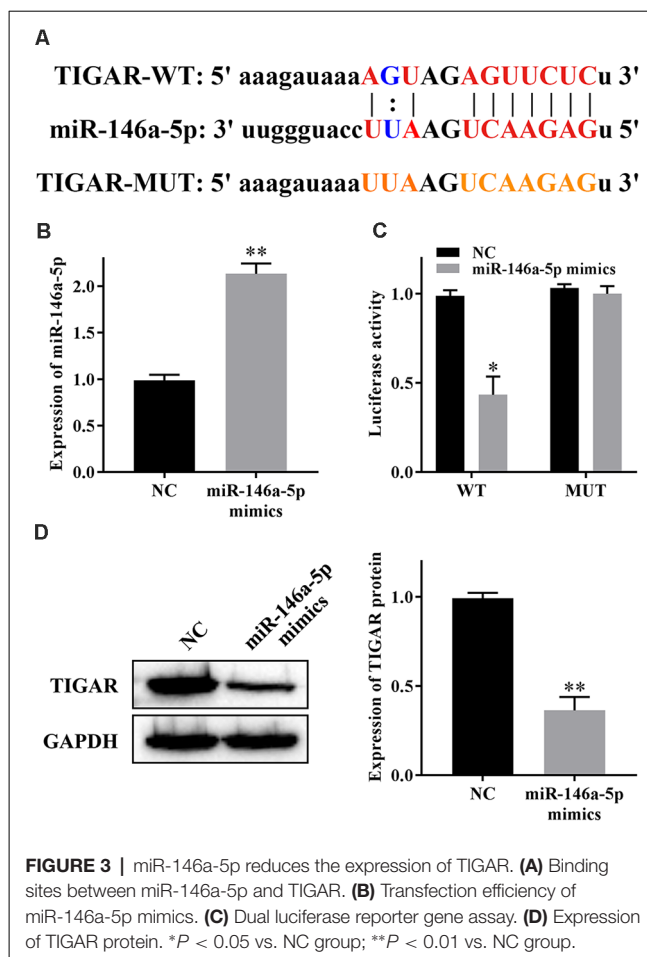 A
TIGAR-WT: 5' aaagauaaaAGUAGAGUUCUCu 3'
| : | | | | | | | |
miR-146a-5p: 3' uuggguaccUUAAGUCAAGAGu 5'
TIGAR-MUT: 5' aaagauaaaUUAAGUCAAGAGu 3'
B
Expression of miR-146a-5p
2.0
1.5
1.0
0.5
0.0
**
NC
miR-146a-5p
mimics
C
NC
miR-146a-5p mimics
Luciferase activity
1.0
0.5
0.0
*
WT
MUT
D
NC
miR-146a-5p
mimics
TIGAR
GAPDH
Expression of TIGAR protein
1.0
0.5
0.0
**
NC
miR-146a-5p
mimics
FIGURE 3 | miR-146a-5p reduces the expression of TIGAR. (A) Binding
sites between miR-146a-5p and TIGAR. (B) Transfection efficiency of
miR-146a-5p mimics. (C) Dual luciferase reporter gene assay. (D) Expression
of TIGAR protein. *P < 0.05 vs. NC group; **P < 0.01 vs. NC group.